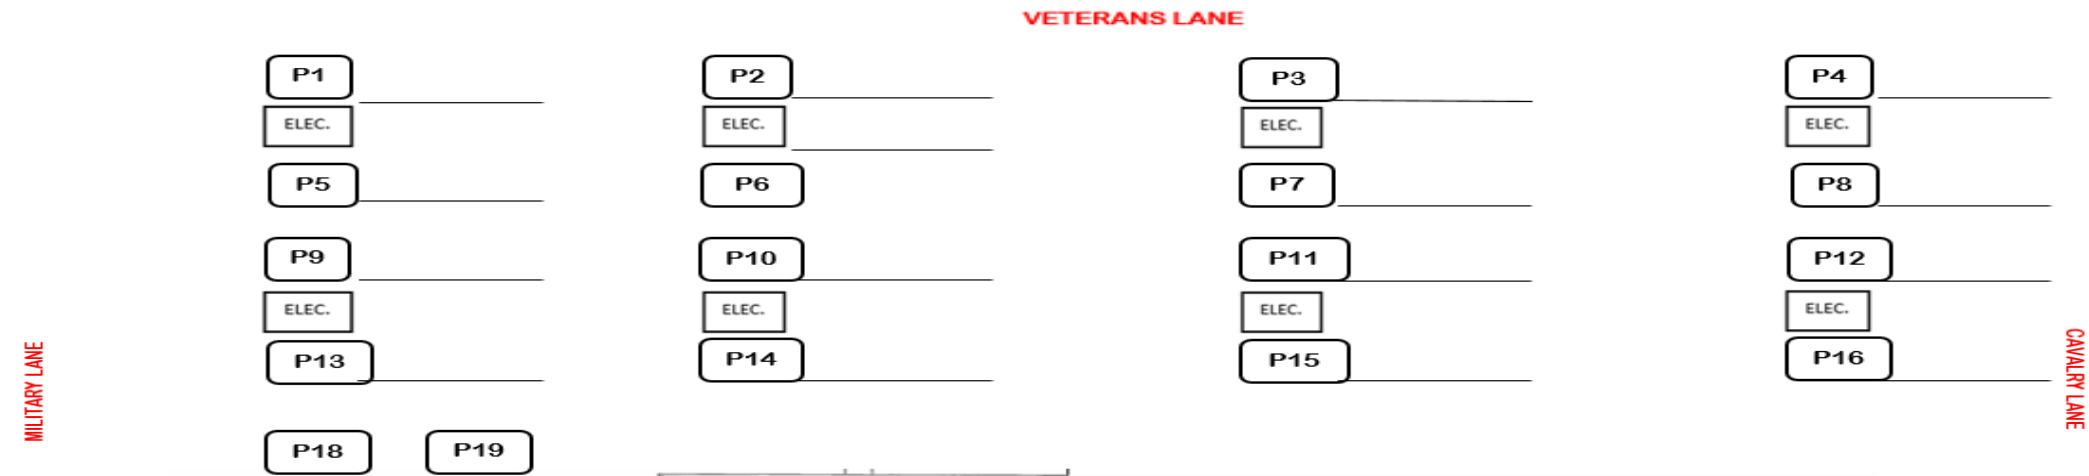 VETERANS LANE
P1 P2 P3 P4
ELEC. ELEC. ELEC. ELEC.
P5 P6 P7 P8
P9 P10 P11 P12
ELEC. ELEC. ELEC. ELEC.
P13 P14 P15 P16
MILITARY LANE
CAVALRY LANE
P18 P19